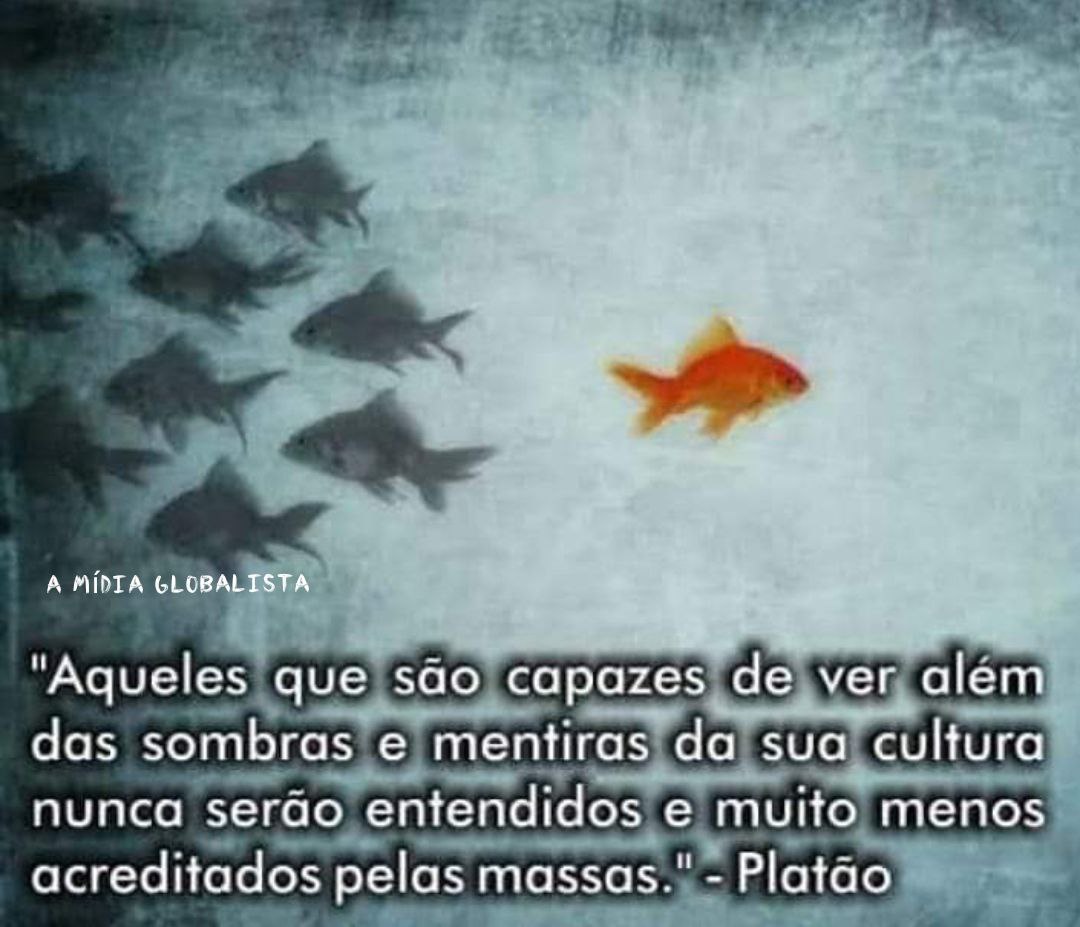 A MÍDIA GLOBALISTA
"Aqueles que são capazes de ver além
das sombras e mentiras da sua cultura
nunca serão entendidos e muito menos
acreditados pelas massas." - Platão